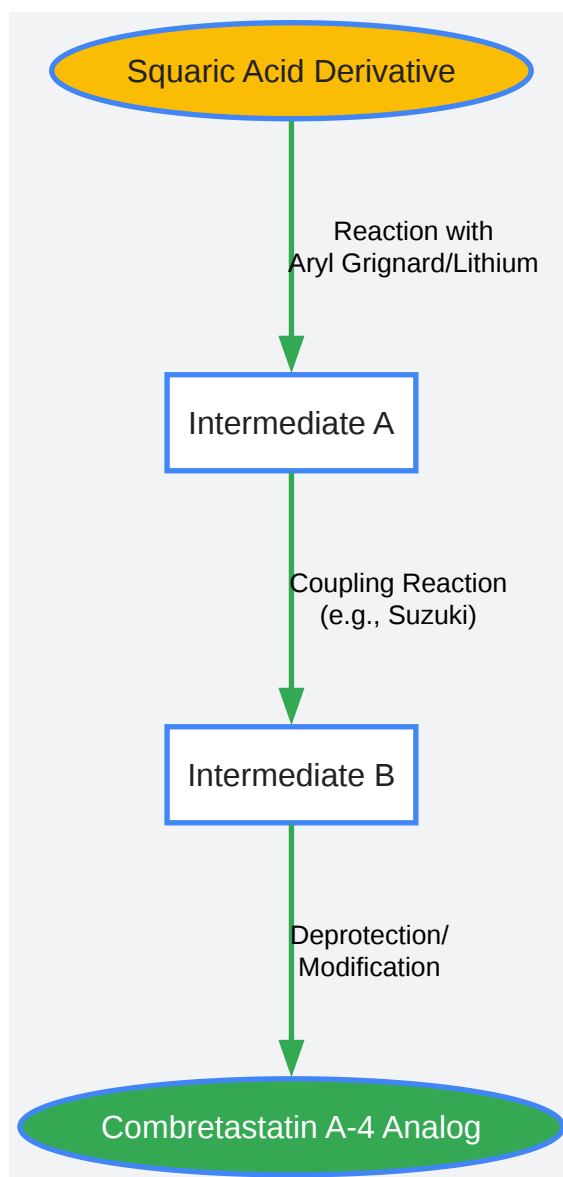 Squaric Acid Derivative
Reaction with
Aryl Grignard/Lithium
Intermediate A
Coupling Reaction
(e.g., Suzuki)
Intermediate B
Deprotection/
Modification
Combretastatin A-4 Analog